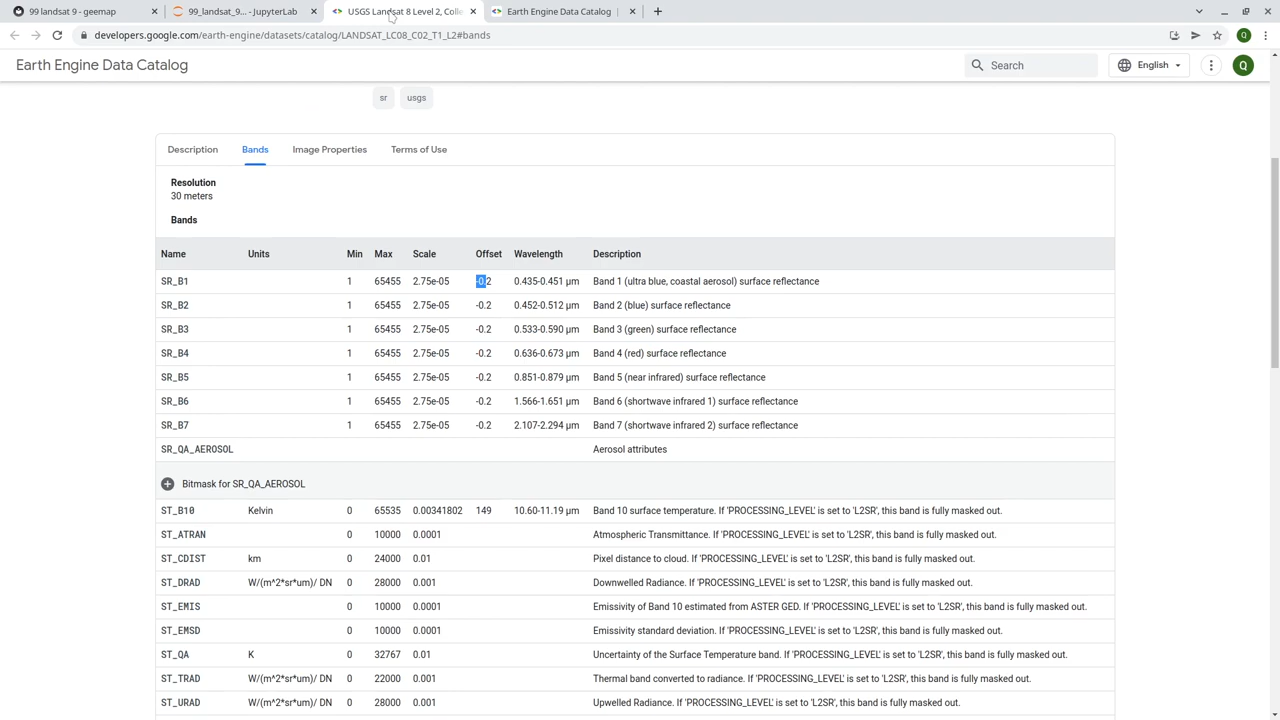 99 landsat 9 - geemap
99_landsat_9... - JupyterLab
USGS Landsat 8 Level 2, Colle
Earth Engine Data Catalog
developers.google.com/earth-engine/datasets/catalog/LANDSAT_LC08_C02_T1_L2#bands
Q
Earth Engine Data Catalog
Search
English
Q
sr
usgs
Description
Bands
Image Properties
Terms of Use
Resolution
30 meters
Bands
Name Units Min Max Scale Offset Wavelength Description
SR_B1 1 65455 2.75e-05 -0.2 0.435-0.451 μm Band 1 (ultra blue, coastal aerosol) surface reflectance
SR_B2 1 65455 2.75e-05 -0.2 0.452-0.512 μm Band 2 (blue) surface reflectance
SR_B3 1 65455 2.75e-05 -0.2 0.533-0.590 μm Band 3 (green) surface reflectance
SR_B4 1 65455 2.75e-05 -0.2 0.636-0.673 μm Band 4 (red) surface reflectance
SR_B5 1 65455 2.75e-05 -0.2 0.851-0.879 μm Band 5 (near infrared) surface reflectance
SR_B6 1 65455 2.75e-05 -0.2 1.566-1.651 μm Band 6 (shortwave infrared 1) surface reflectance
SR_B7 1 65455 2.75e-05 -0.2 2.107-2.294 μm Band 7 (shortwave infrared 2) surface reflectance
SR_QA_AEROSOL Aerosol attributes
Bitmask for SR_QA_AEROSOL
ST_B10 Kelvin 0 65535 0.00341802 149 10.60-11.19 μm Band 10 surface temperature. If 'PROCESSING_LEVEL' is set to 'L2SR', this band is fully masked out.
ST_ATRAN 0 10000 0.0001 Atmospheric Transmittance. If 'PROCESSING_LEVEL' is set to 'L2SR', this band is fully masked out.
ST_CDIST km 0 24000 0.01 Pixel distance to cloud. If 'PROCESSING_LEVEL' is set to 'L2SR', this band is fully masked out.
ST_DRAD W/(m^2*sr*um)/ DN 0 28000 0.001 Downwelled Radiance. If 'PROCESSING_LEVEL' is set to 'L2SR', this band is fully masked out.
ST_EMIS 0 10000 0.0001 Emissivity of Band 10 estimated from ASTER GED. If 'PROCESSING_LEVEL' is set to 'L2SR', this band is fully masked out.
ST_EMSD 0 10000 0.0001 Emissivity standard deviation. If 'PROCESSING_LEVEL' is set to 'L2SR', this band is fully masked out.
ST_QA K 0 32767 0.01 Uncertainty of the Surface Temperature band. If 'PROCESSING_LEVEL' is set to 'L2SR', this band is fully masked out.
ST_TRAD W/(m^2*sr*um)/ DN 0 22000 0.001 Thermal band converted to radiance. If 'PROCESSING_LEVEL' is set to 'L2SR', this band is fully masked out.
ST_URAD W/(m^2*sr*um)/ DN 0 28000 0.001 Upwelled Radiance. If 'PROCESSING_LEVEL' is set to 'L2SR', this band is fully masked out.